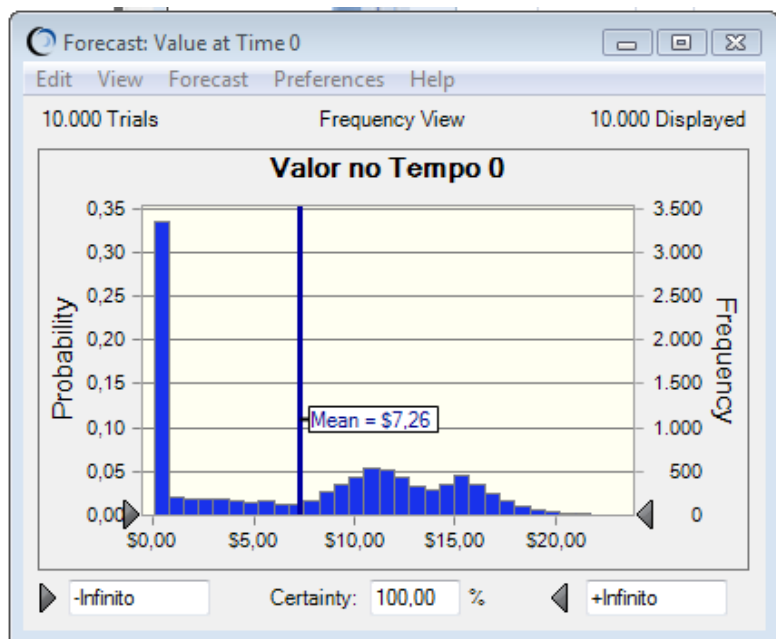 Forecast: Value at Time 0
Edit View Forecast Preferences Help
10.000 Trials Frequency View 10.000 Displayed
Valor no Tempo 0
0,35 3.500
0,30 3.000
0,25 2.500
0,20 2.000
0,15 1.500
0,10 1.000
0,05 500
0,00 0
Probability
Frequency
Mean = $7,26
$0,00 $5,00 $10,00 $15,00 $20,00
-Infinito Certainty: 100,00 % +Infinito